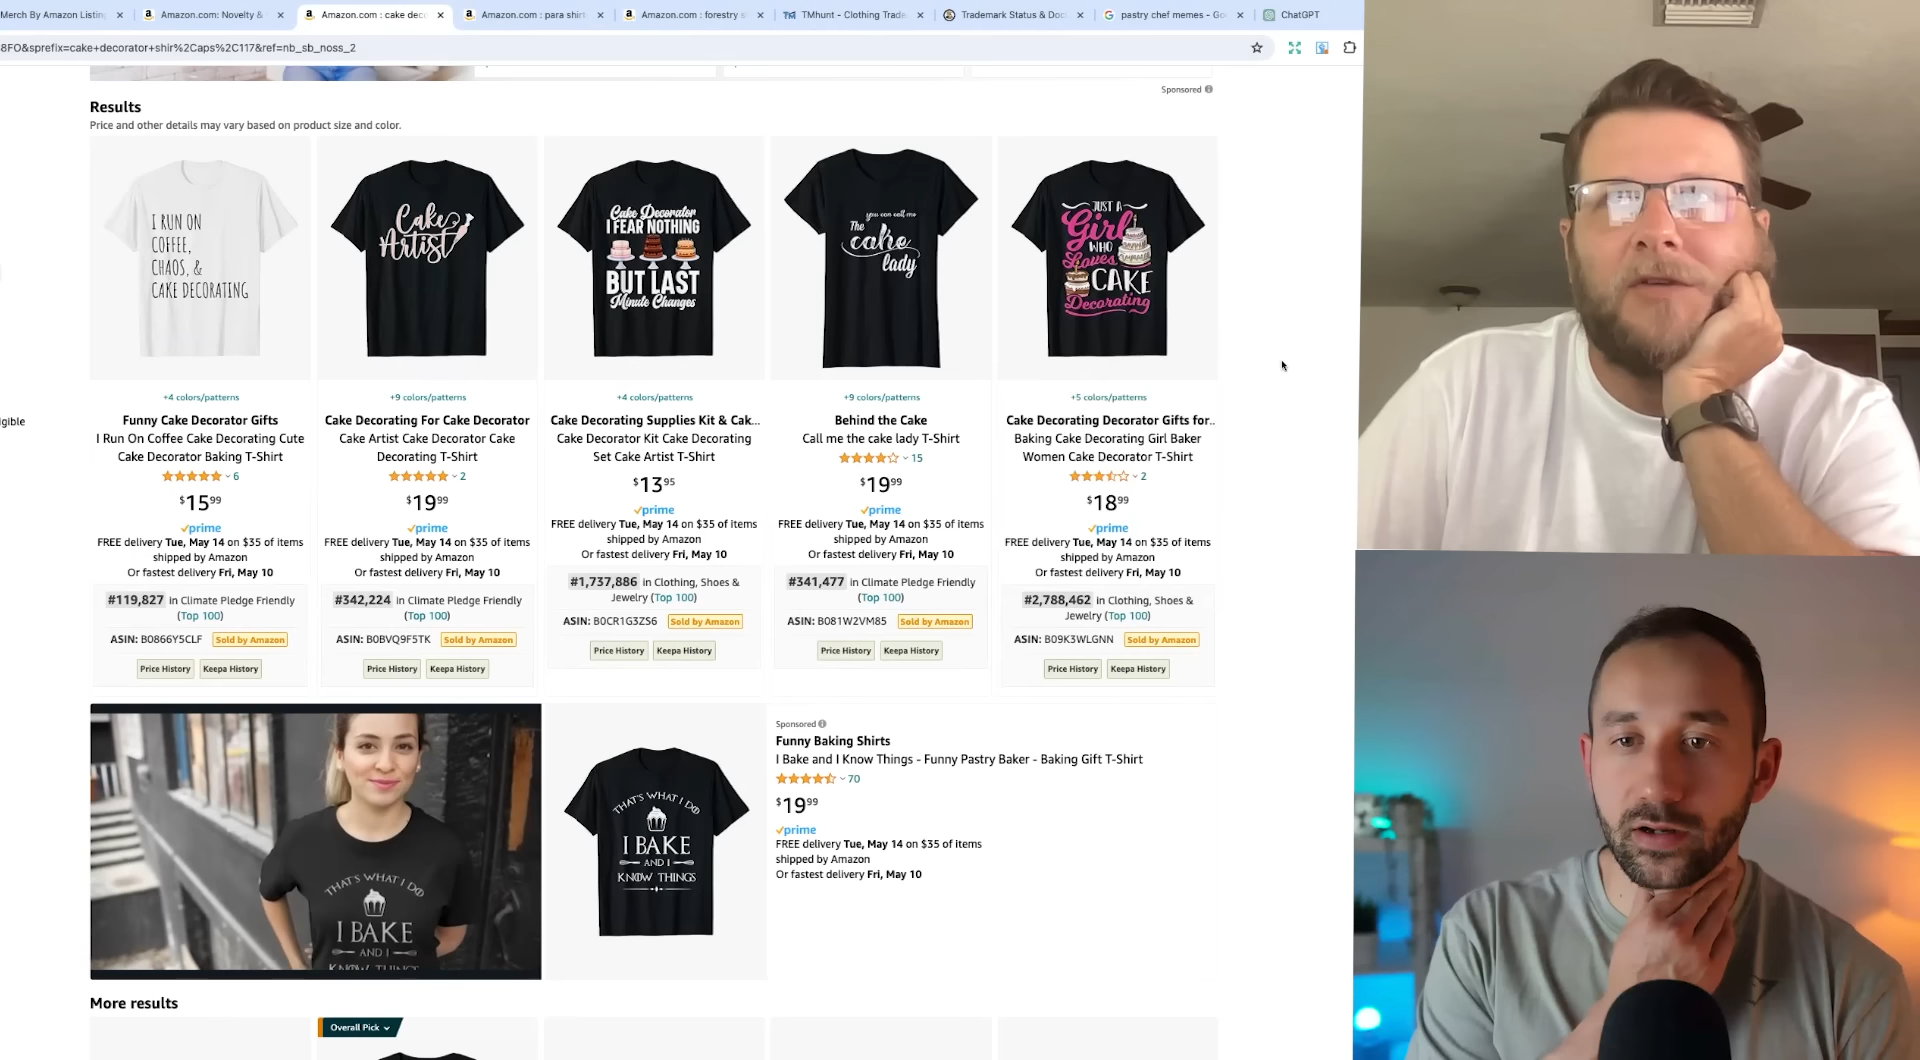 Merch By Amazon Listing
Amazon.com: Novelty &
Amazon.com : cake deco
Amazon.com : para shirt
Amazon.com : forestry s
TMhunt - Clothing Trade
Trademark Status & Doc
pastry chef memes - Go
ChatGPT
8FO&sprefix=cake+decorator+shir%2Caps%2C117&ref=nb_sb_noss_2
Sponsored
Results
Price and other details may vary based on product size and color.
I RUN ON
COFFEE,
CHAOS, &
CAKE DECORATING
Cake
Artist
Cake Decorator
I FEAR NOTHING
BUT LAST
Minute Changes
you can call me
The
cake
lady
JUST A
Girl
WHO
Loves
CAKE
Decorating
+4 colors/patterns
+9 colors/patterns
+4 colors/patterns
+9 colors/patterns
+5 colors/patterns
igible
Funny Cake Decorator Gifts
I Run On Coffee Cake Decorating Cute
Cake Decorator Baking T-Shirt
6
$15.99
prime
FREE delivery Tue, May 14 on $35 of items
shipped by Amazon
Or fastest delivery Fri, May 10
#119,827 in Climate Pledge Friendly
(Top 100)
ASIN: B0866Y5CLF Sold by Amazon
Price History Keepa History
Cake Decorating For Cake Decorator
Cake Artist Cake Decorator Cake
Decorating T-Shirt
2
$19.99
prime
FREE delivery Tue, May 14 on $35 of items
shipped by Amazon
Or fastest delivery Fri, May 10
#342,224 in Climate Pledge Friendly
(Top 100)
ASIN: B0BVQ9F5TK Sold by Amazon
Price History Keepa History
Cake Decorating Supplies Kit & Cak...
Cake Decorator Kit Cake Decorating
Set Cake Artist T-Shirt
$13.95
prime
FREE delivery Tue, May 14 on $35 of items
shipped by Amazon
Or fastest delivery Fri, May 10
#1,737,886 in Clothing, Shoes &
Jewelry (Top 100)
ASIN: B0CR1G3ZS6 Sold by Amazon
Price History Keepa History
Behind the Cake
Call me the cake lady T-Shirt
15
$19.99
prime
FREE delivery Tue, May 14 on $35 of items
shipped by Amazon
Or fastest delivery Fri, May 10
#341,477 in Climate Pledge Friendly
(Top 100)
ASIN: B081W2VM85 Sold by Amazon
Price History Keepa History
Cake Decorating Decorator Gifts for..
Baking Cake Decorating Girl Baker
Women Cake Decorator T-Shirt
2
$18.99
prime
FREE delivery Tue, May 14 on $35 of items
shipped by Amazon
Or fastest delivery Fri, May 10
#2,788,462 in Clothing, Shoes &
Jewelry (Top 100)
ASIN: B09K3WLGNN Sold by Amazon
Price History Keepa History
THAT'S WHAT I DO
I BAKE
AND I
KNOW THINGS
THAT'S WHAT I DO
I BAKE
AND I
KNOW THINGS
Sponsored
Funny Baking Shirts
I Bake and I Know Things - Funny Pastry Baker - Baking Gift T-Shirt
70
$19.99
prime
FREE delivery Tue, May 14 on $35 of items
shipped by Amazon
Or fastest delivery Fri, May 10
More results
Overall Pick